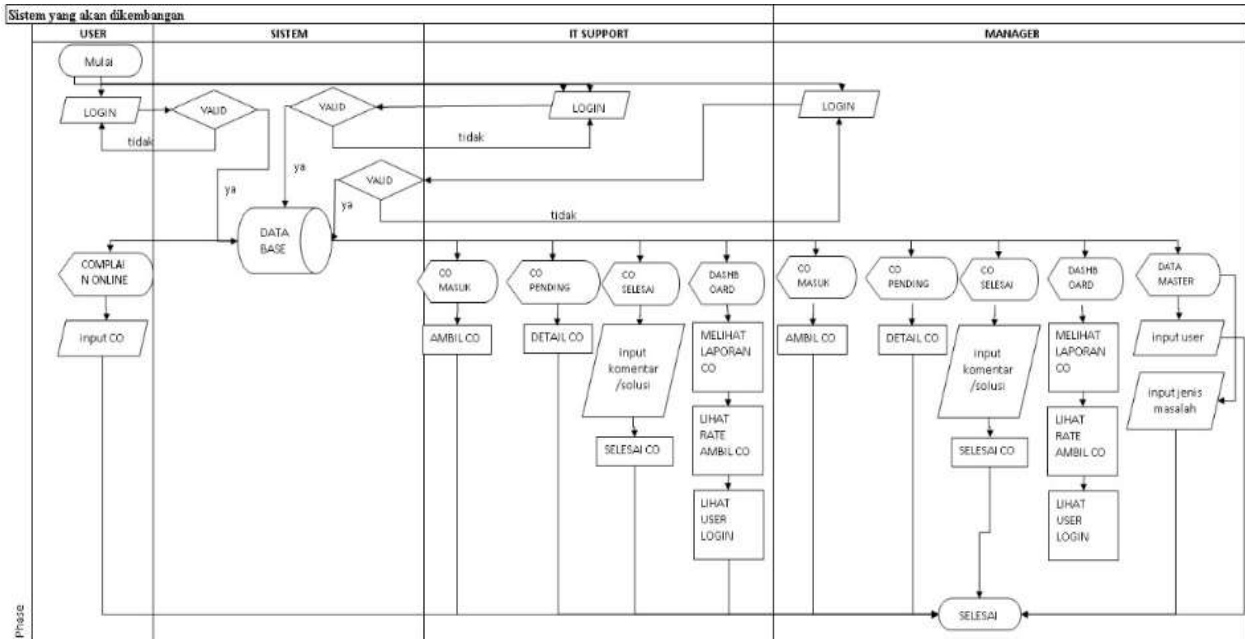 Sistem yang akan dikembangan
USER
SISTEM
IT SUPPORT
MANAGER
Mulai
LOGIN
VALID
VALID
LOGIN
LOGIN
tidak
tidak
ya
ya
VALID
ya
tidak
DATA
BASE
COMPLAI
N ONLINE
input CO
CO
MASUK
AMBIL CO
CO
PENDING
DETAIL CO
CO
SELESAI
input
komentar
/solusi
SELESAI CO
DASHB
OARD
MELIHAT
LAPORAN
CO
LIHAT
RATE
AMBIL CO
LIHAT
USER
LOGIN
CO
MASUK
AMBIL CO
CO
PENDING
DETAIL CO
CO
SELESAI
input
komentar
/solusi
SELESAI CO
DASHB
OARD
MELIHAT
LAPORAN
CO
LIHAT
RATE
AMBIL CO
LIHAT
USER
LOGIN
DATA
MASTER
input user
input jenis
masalah
SELESAI
Phase